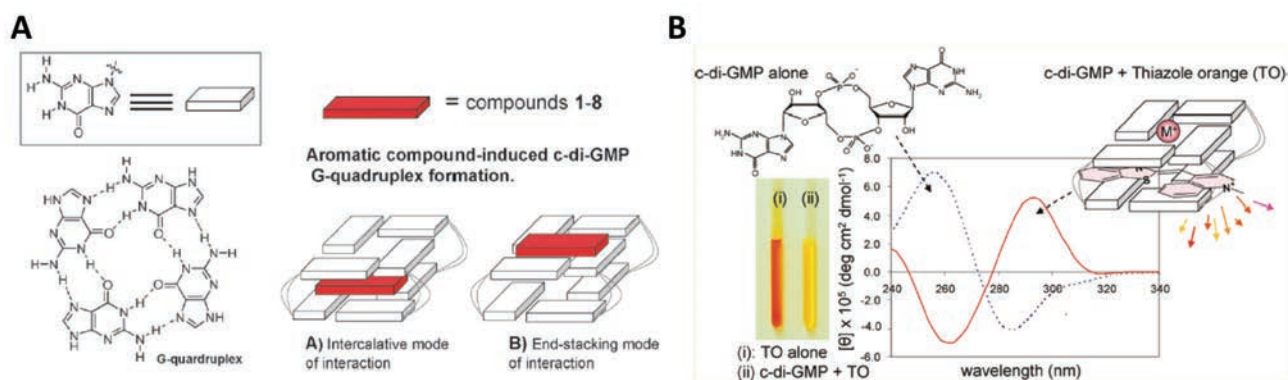 A
H
H
N
N
N
H
N
N
O
= compounds 1-8
Aromatic compound-induced c-di-GMP
G-quadruplex formation.
G-quardruplex
A) Intercalative mode
of interaction
B) End-stacking mode
of interaction
B
c-di-GMP alone
c-di-GMP + Thiazole orange (TO)
M+
(i)
(ii)
(i): TO alone
(ii) c-di-GMP + TO
[θ] x 10⁵ (deg cm² dmol⁻¹)
8.0
6.0
4.0
2.0
0.0
-2.0
-4.0
-6.0
240
260
280
300
320
340
wavelength (nm)